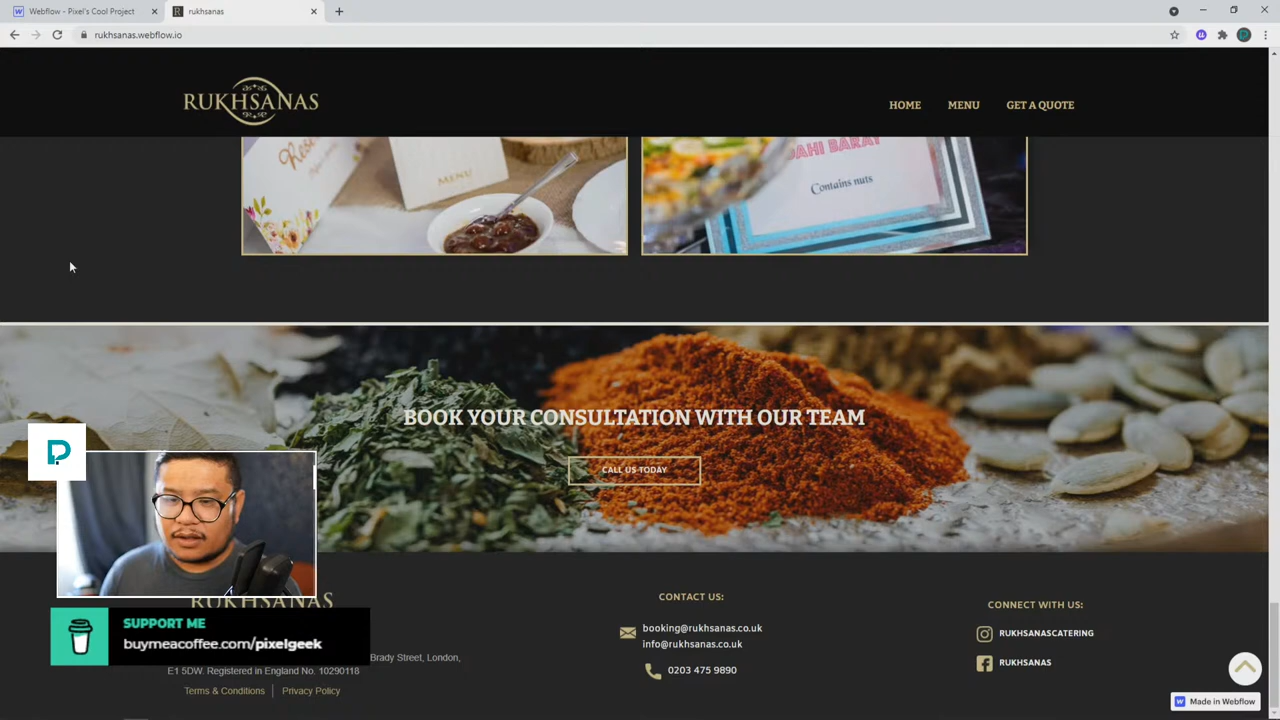 Webflow - Pixel's Cool Project
rukhsanas
rukhsanas.webflow.io
RUKHSANAS
HOME
MENU
GET A QUOTE
MENU
DAHI BARAY
Contains nuts
BOOK YOUR CONSULTATION WITH OUR TEAM
CALL US TODAY
RUKHSANAS
Brady Street, London,
E1 5DW. Registered in England No. 10290118
Terms & Conditions
Privacy Policy
CONTACT US:
booking@rukhsanas.co.uk
info@rukhsanas.co.uk
0203 475 9890
CONNECT WITH US:
RUKHSANASCATERING
RUKHSANAS
SUPPORT ME
buymeacoffee.com/pixelgeek
Made in Webflow